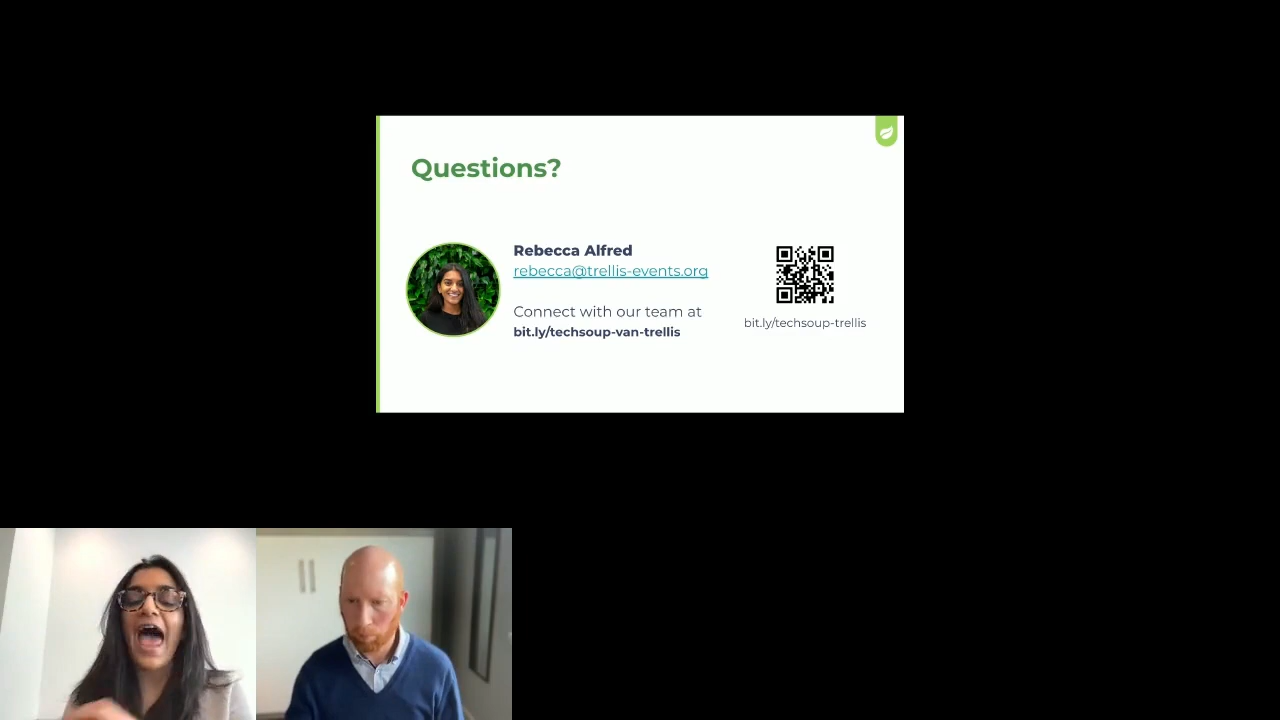 Questions?
Rebecca Alfred
rebecca@trellis-events.org
Connect with our team at
bit.ly/techsoup-van-trellis
bit.ly/techsoup-trellis